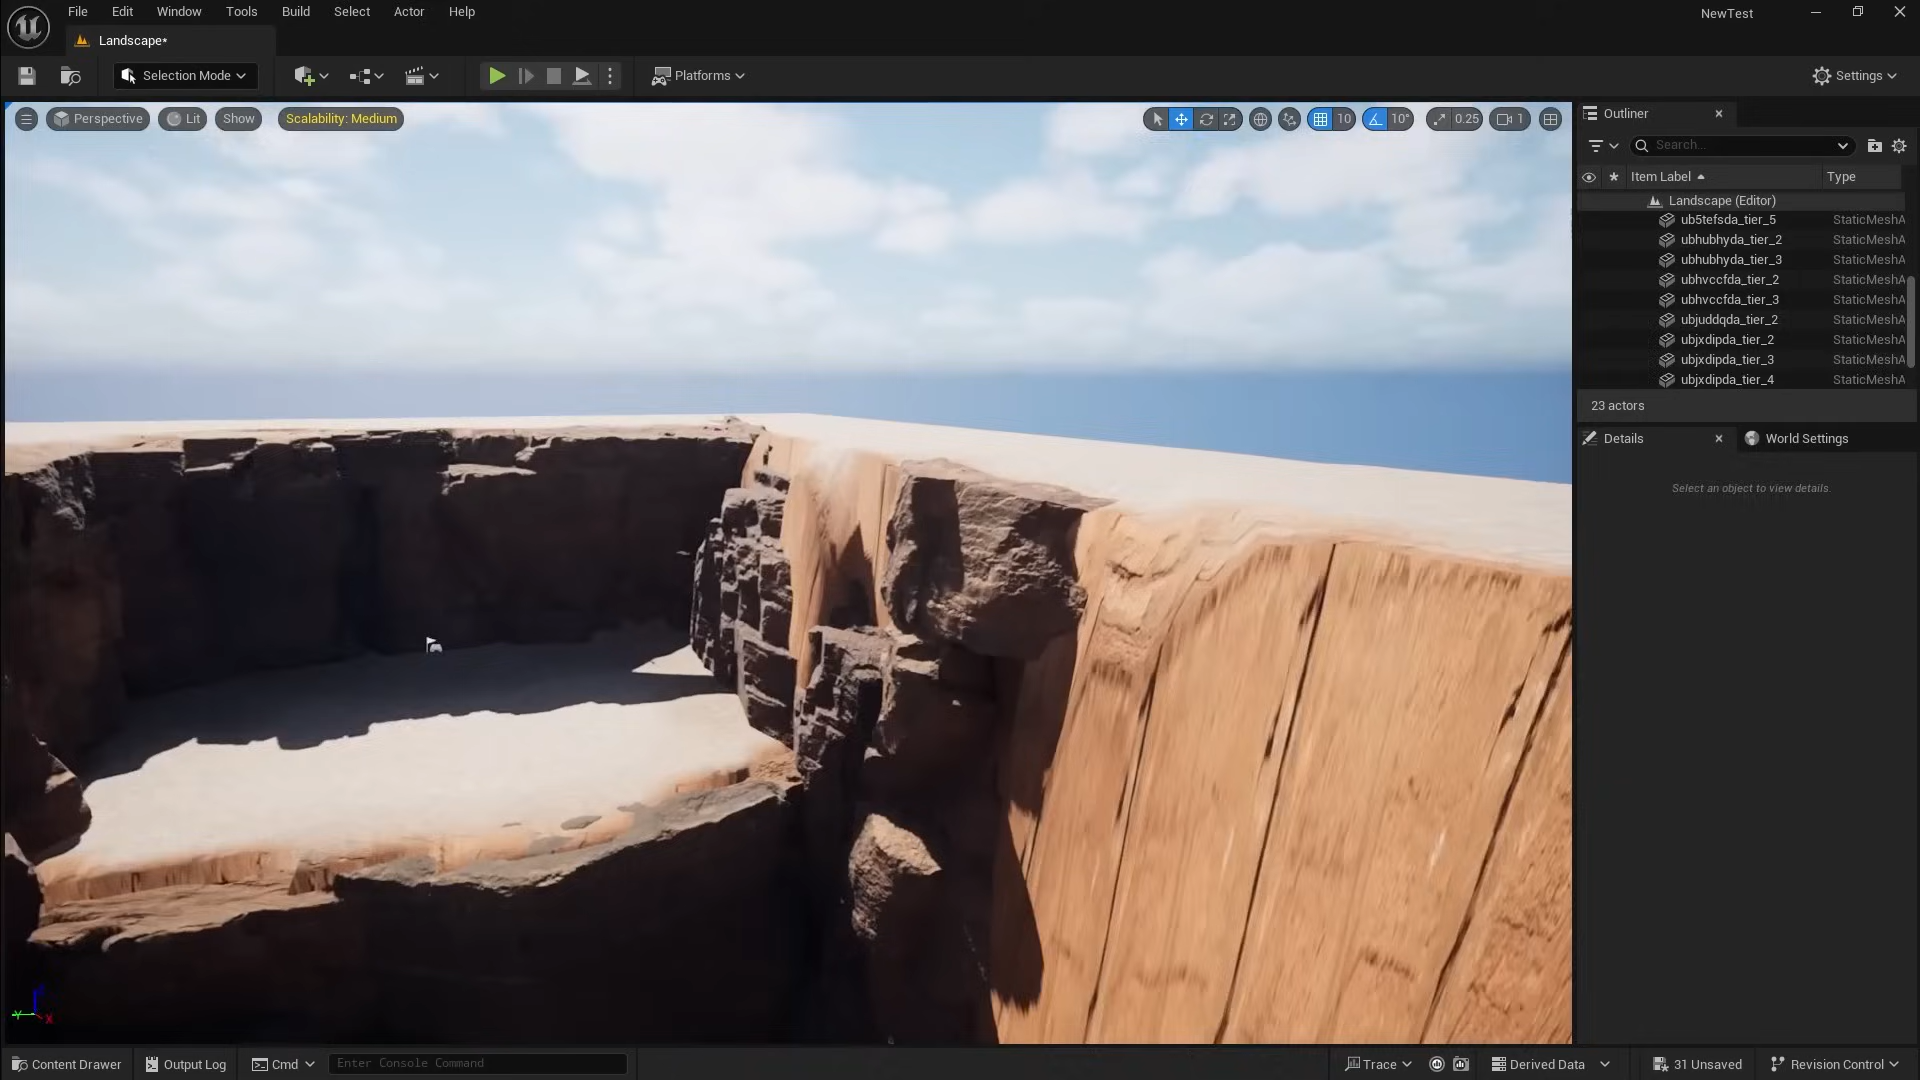 File Edit Window Tools Build Select Actor Help
NewTest
Landscape*
Selection Mode
Platforms
Settings
Perspective Lit Show Scalability: Medium
10 10° 0.25 1
Outliner
Search...
Item Label Type
Landscape (Editor)
ub5tefsda_tier_5 StaticMeshA
ubhubhyda_tier_2 StaticMeshA
ubhubhyda_tier_3 StaticMeshA
ubhvccfda_tier_2 StaticMeshA
ubhvccfda_tier_3 StaticMeshA
ubjuddqda_tier_2 StaticMeshA
ubjxdipda_tier_2 StaticMeshA
ubjxdipda_tier_3 StaticMeshA
ubjxdipda_tier_4 StaticMeshA
23 actors
Details World Settings
Select an object to view details.
Y X
Content Drawer Output Log Cmd Enter Console Command Trace Derived Data 31 Unsaved Revision Control